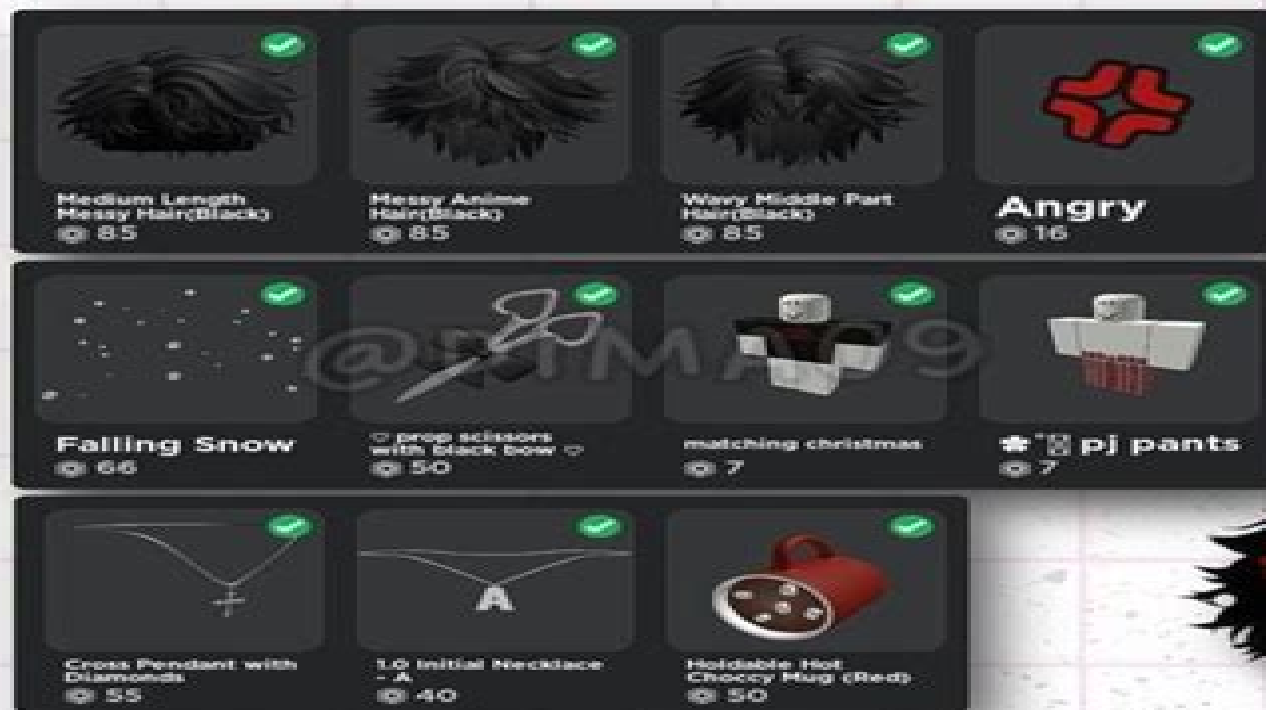 Medium Length
Messy Hair(Black)
85
Messy Anime
Hair(Black)
85
Wavy Middle Part
Hair(Black)
85
Angry
16
Falling Snow
66
♡ prop scissors
with black bow ♡
50
matching christmas
7
pj pants
7
Cross Pendant with
Diamonds
55
A
1.0 Initial Necklace
- A
40
Holdable Hot
Choccy Mug (Red)
50